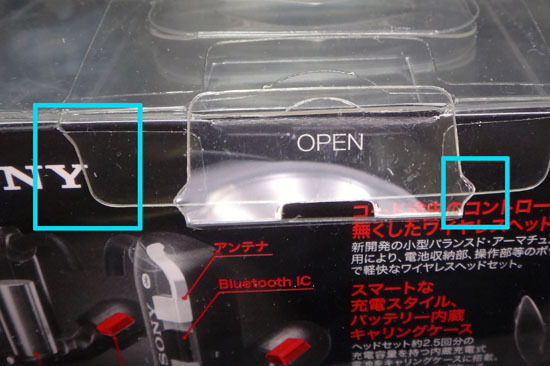 OPEN
NY
無くしたワイヤレスヘッ
新開発の小型バランスド・アーマチュ
用により、電池収納部、操作部等の
で軽快なワイヤレスヘッドセット。
アンテナ
Bluetooth IC
SONY
スマートな
充電スタイル、
バッテリー内蔵
キャリングケース
ヘッドセット約2.5回分の
充電容量を持つ内蔵充電式